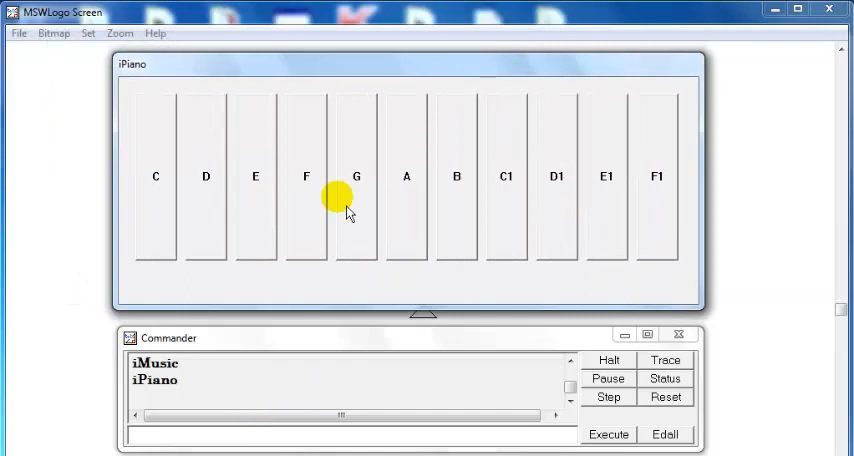 MSWLogo Screen
File Bitmap Set Zoom Help
iPiano
C D E F G A B C1 D1 E1 F1
Commander
iMusic
iPiano
Halt Trace
Pause Status
Step Reset
Execute Edall